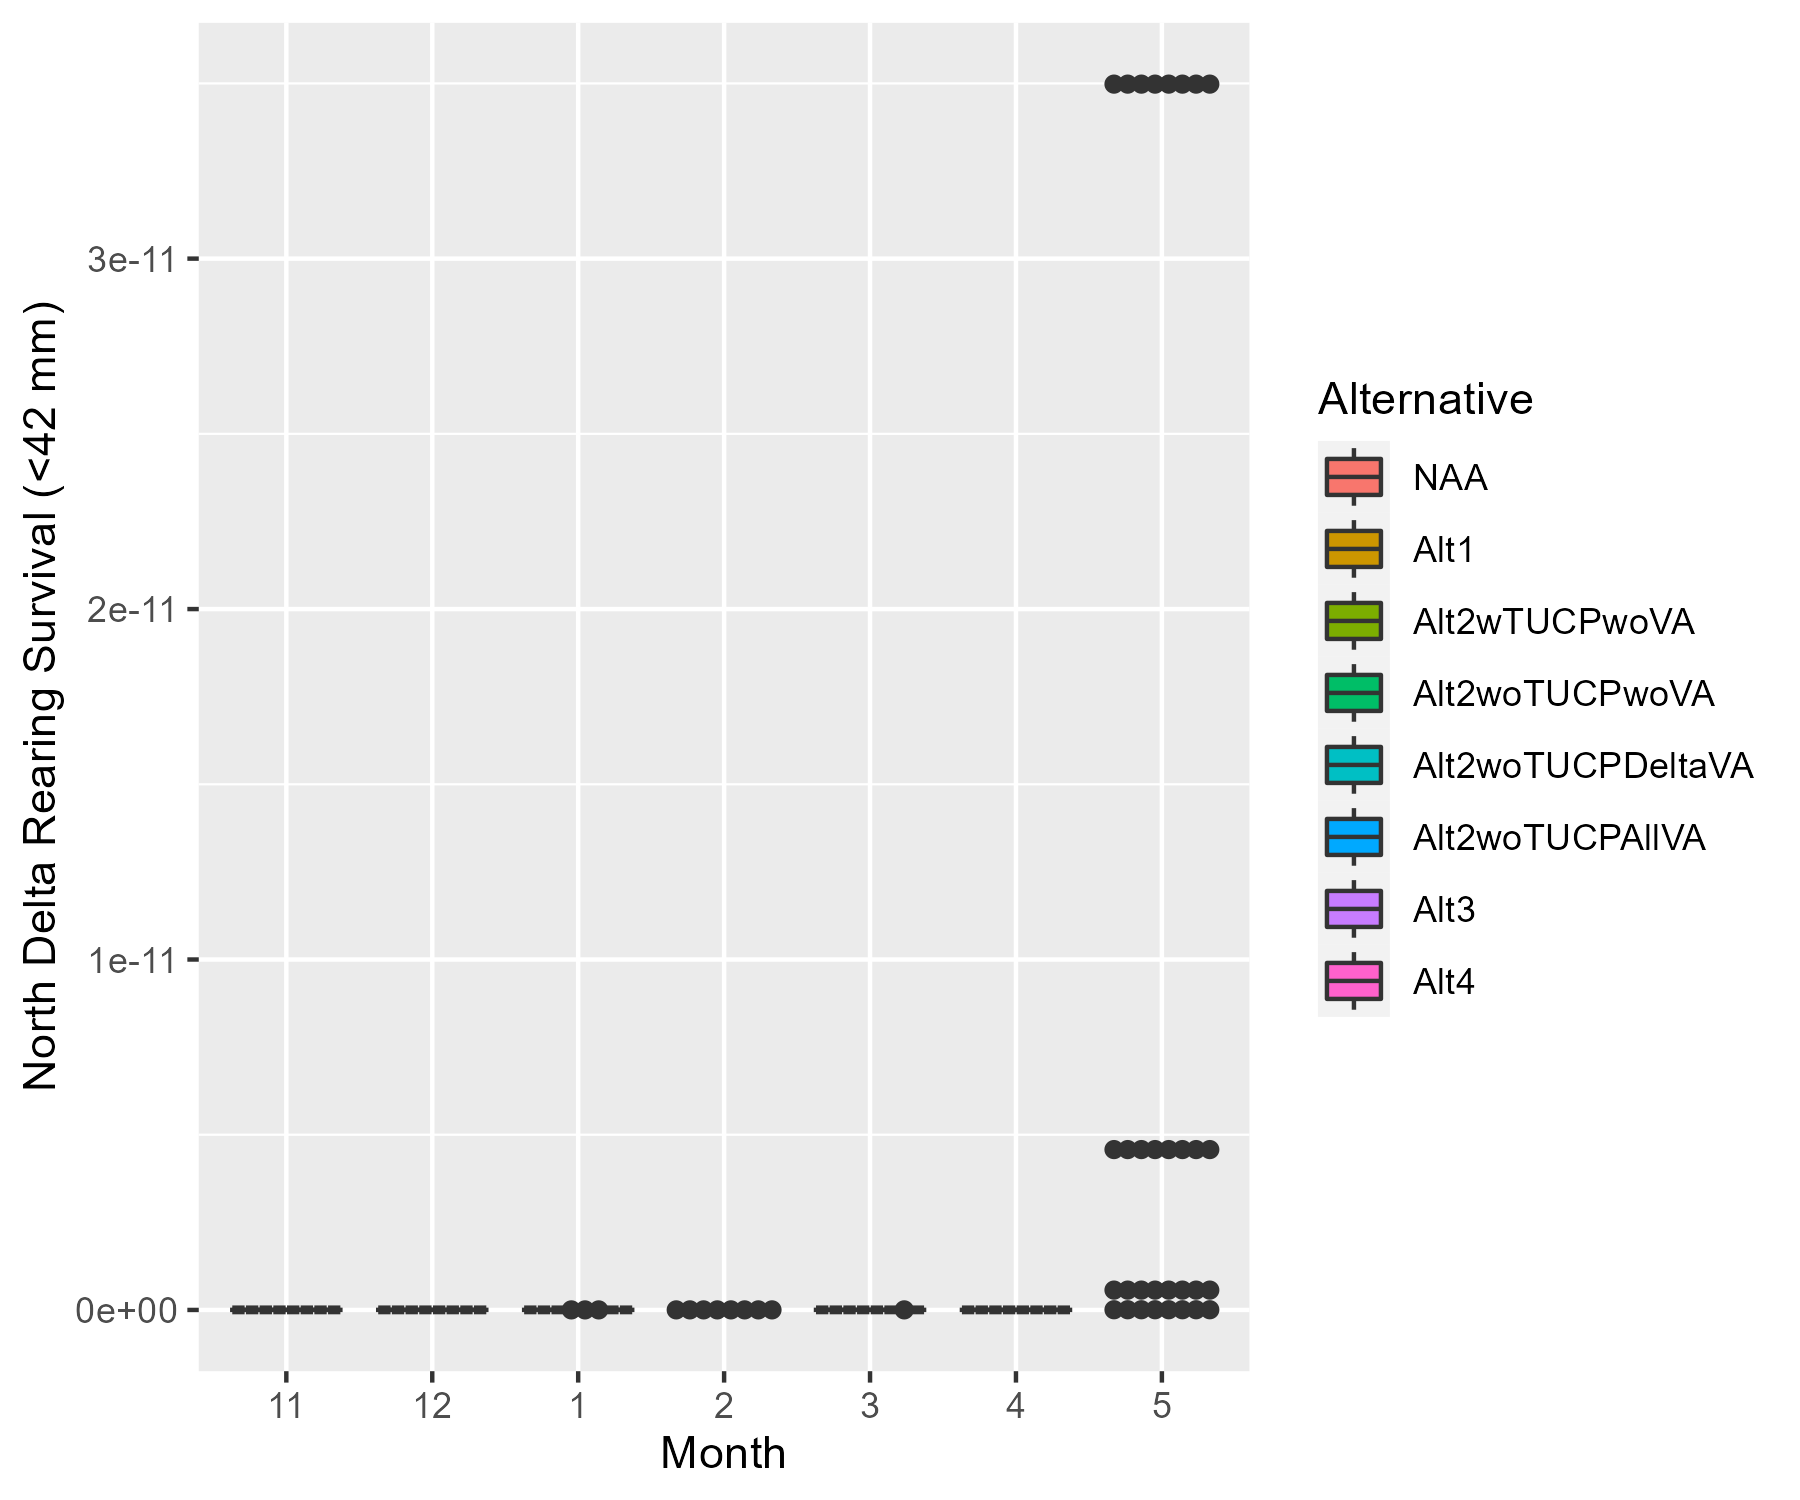 North Delta Rearing Survival (<42 mm)
3e-11
2e-11
1e-11
0e+00
11 12 1 2 3 4 5
Month
Alternative
NAA
Alt1
Alt2wTUCPwoVA
Alt2woTUCPwoVA
Alt2woTUCPDeltaVA
Alt2woTUCPAllVA
Alt3
Alt4